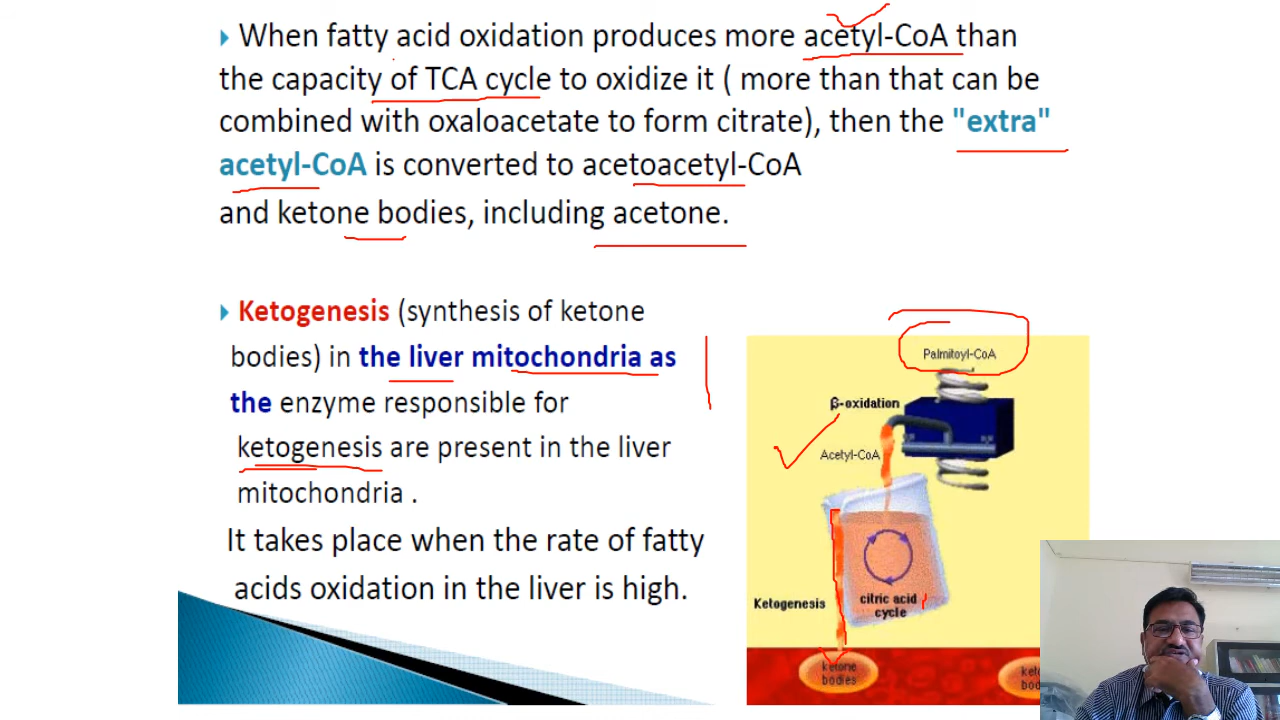 When fatty acid oxidation produces more acetyl-CoA than
the capacity of TCA cycle to oxidize it ( more than that can be
combined with oxaloacetate to form citrate), then the "extra"
acetyl-CoA is converted to acetoacetyl-CoA
and ketone bodies, including acetone.
Ketogenesis (synthesis of ketone
bodies) in the liver mitochondria as
the enzyme responsible for
ketogenesis are present in the liver
mitochondria .
It takes place when the rate of fatty
acids oxidation in the liver is high.
Palmitoyl-CoA
β-oxidation
Acetyl-CoA
citric acid
cycle
Ketogenesis
ketone
bodies